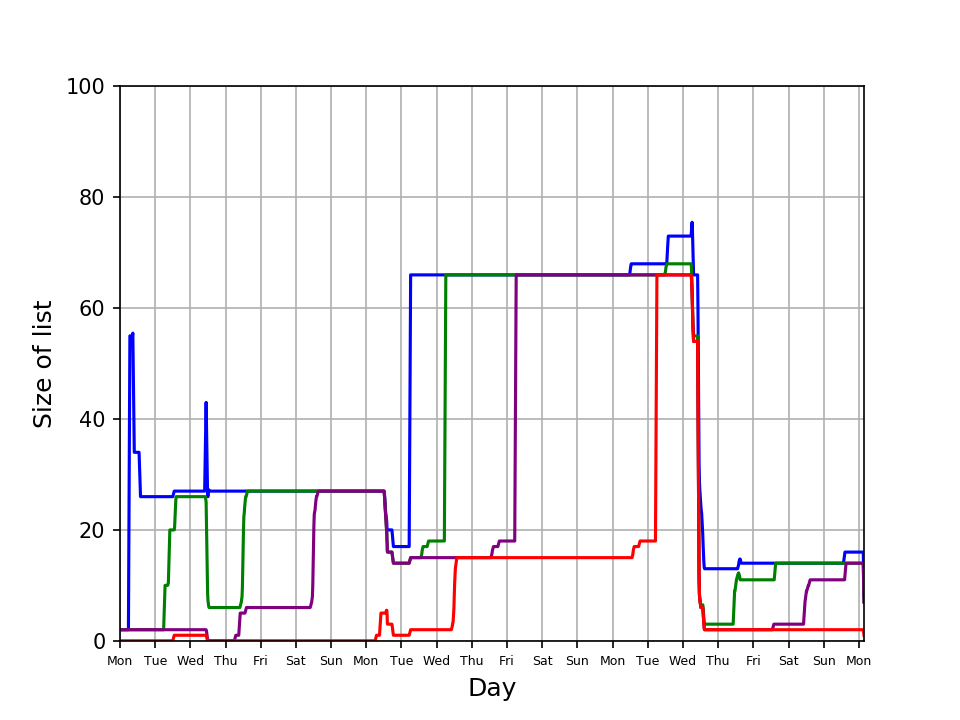 100
80
60
40
20
0
Size of list
Mon Tue Wed Thu Fri Sat Sun Mon Tue Wed Thu Fri Sat Sun Mon Tue Wed Thu Fri Sat Sun Mon
Day